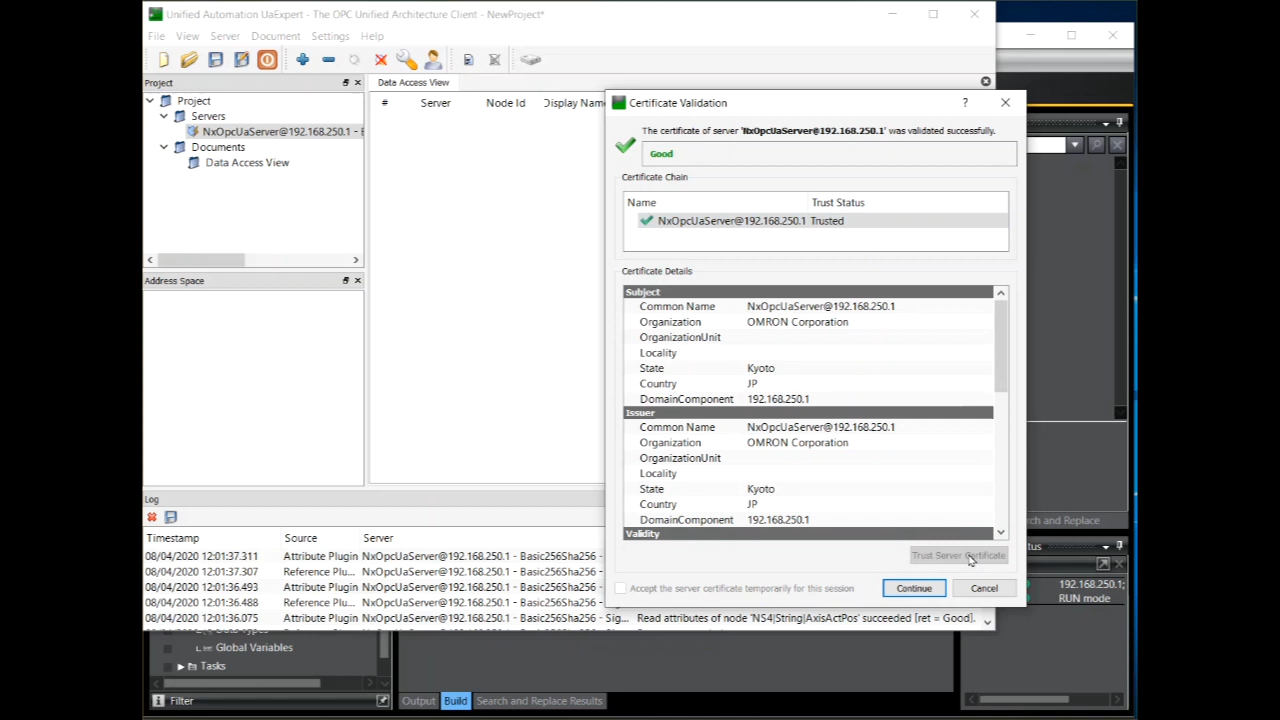 Unified Automation UaExpert - The OPC Unified Architecture Client - NewProject*
File View Server Document Settings Help
Project
Data Access View
# Server Node Id Display Name
Project
Servers
NxOpcUaServer@192.168.250.1 -
Documents
Data Access View
Address Space
Certificate Validation
?
The certificate of server 'NxOpcUaServer@192.168.250.1' was validated successfully.
Good
Certificate Chain
Name Trust Status
NxOpcUaServer@192.168.250.1 Trusted
Certificate Details
Subject
Common Name NxOpcUaServer@192.168.250.1
Organization OMRON Corporation
OrganizationUnit
Locality
State Kyoto
Country JP
DomainComponent 192.168.250.1
Issuer
Common Name NxOpcUaServer@192.168.250.1
Organization OMRON Corporation
OrganizationUnit
Locality
State Kyoto
Country JP
DomainComponent 192.168.250.1
Validity
Trust Server Certificate
Accept the server certificate temporarily for this session
Continue Cancel
Log
Timestamp Source Server
08/04/2020 12:01:37.311 Attribute Plugin NxOpcUaServer@192.168.250.1 - Basic256Sha256 -
08/04/2020 12:01:37.307 Reference Plu... NxOpcUaServer@192.168.250.1 - Basic256Sha256 -
08/04/2020 12:01:36.493 Attribute Plugin NxOpcUaServer@192.168.250.1 - Basic256Sha256 -
08/04/2020 12:01:36.488 Reference Plu... NxOpcUaServer@192.168.250.1 - Basic256Sha256 -
08/04/2020 12:01:36.075 Attribute Plugin NxOpcUaServer@192.168.250.1 - Basic256Sha256 - Sig... Read attributes of node 'NS4|String|AxisActPos' succeeded [ret = Good].
Data Types
Global Variables
Tasks
Filter
Output Build Search and Replace Results
rch and Replace
tus
192.168.250.1;
RUN mode